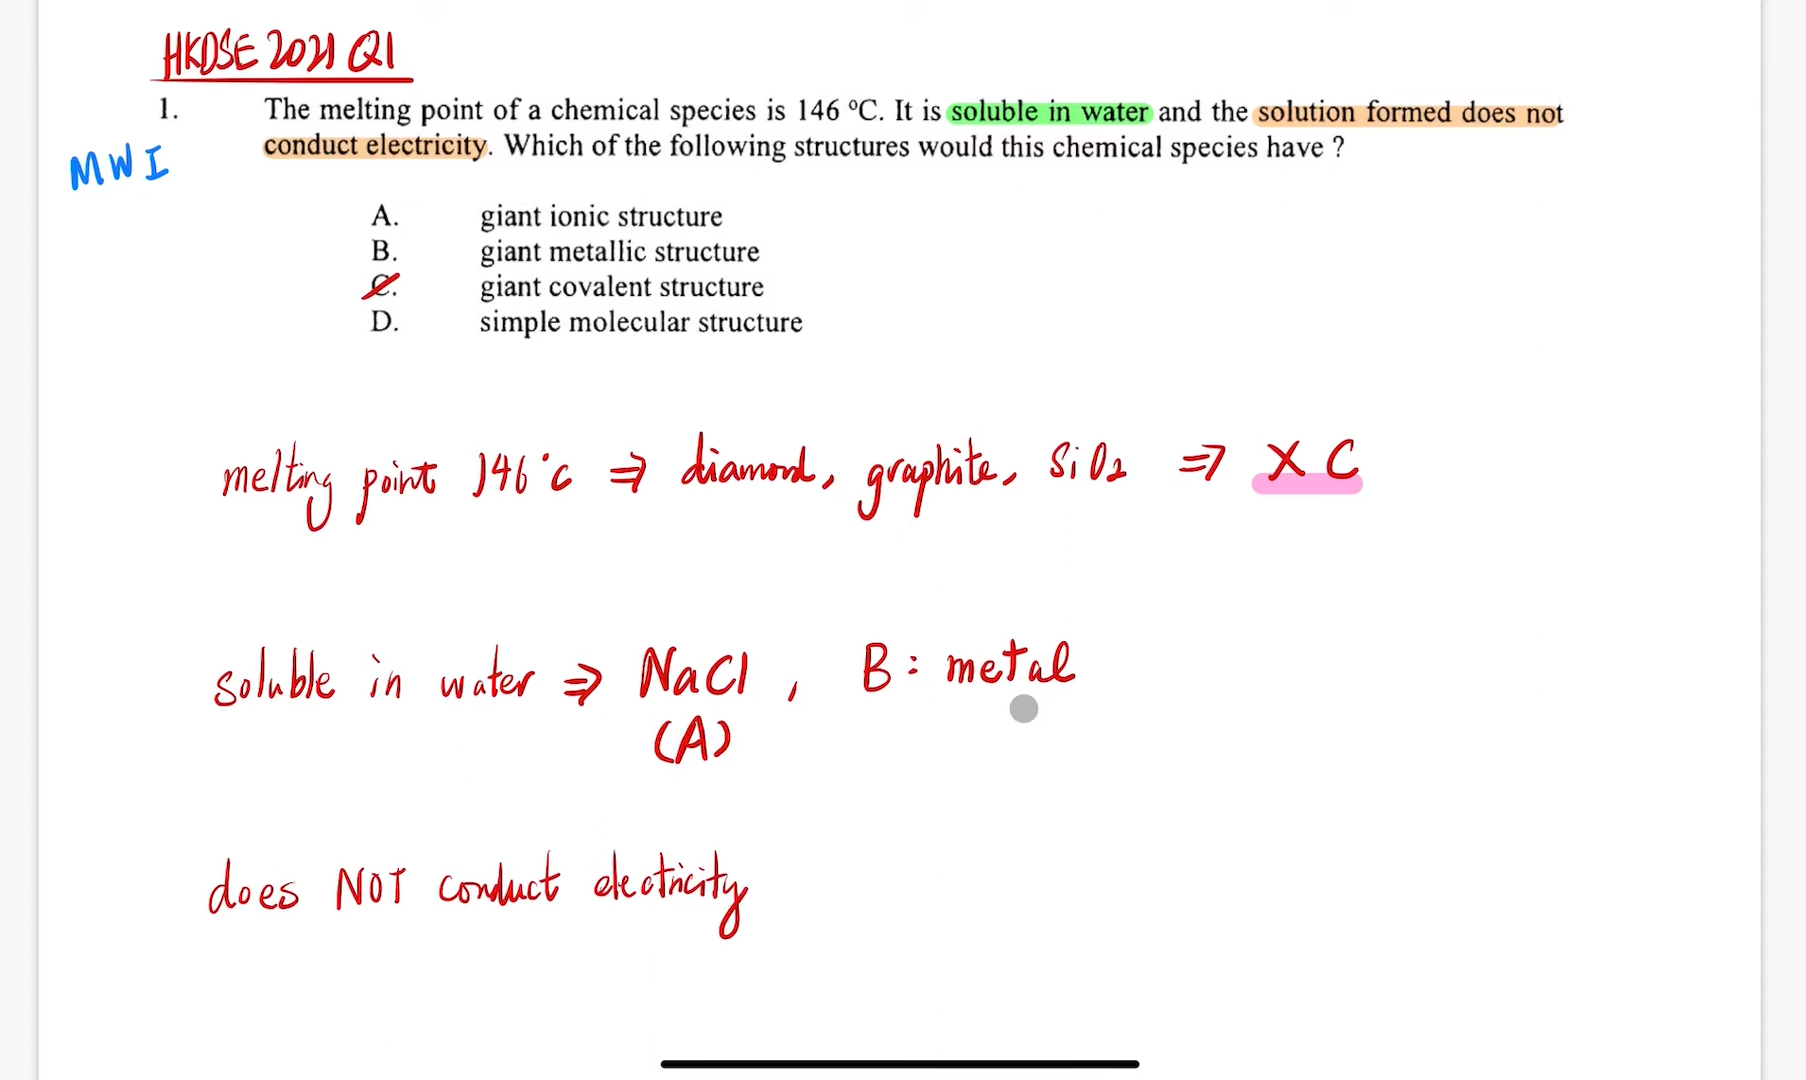 HKDSE 2021 Q1
1. The melting point of a chemical species is 146 °C. It is soluble in water and the solution formed does not
conduct electricity. Which of the following structures would this chemical species have ?
MWI
A. giant ionic structure
B. giant metallic structure
C. giant covalent structure
D. simple molecular structure
melting point 146°C ⇒ diamond, graphite, SiO2 ⇒ X C
soluble in water ⇒ NaCl , B : metal
(A)
does NOT conduct electricity